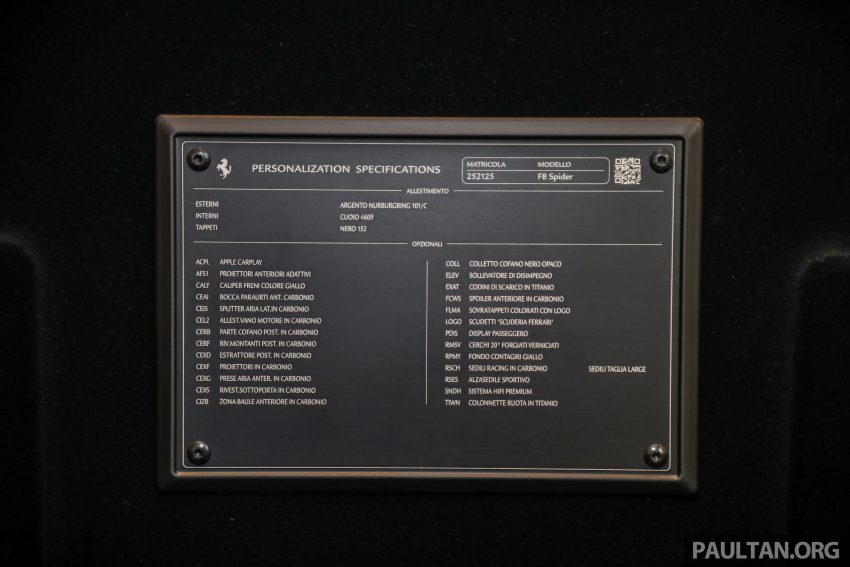 PERSONALIZATION SPECIFICATIONS
MATRICOLA MODELLO
252125 F8 Spider
ALLESTIMENTO
ESTERNI ARGENTO NURBURGRING 101/C
INTERNI CUOIO 4609
TAPPETI NERO 152
OPZIONALI
ACPL APPLE CARPLAY
AFS1 PROIETTORI ANTERIORI ADATTIVI
CALY CALIPER FRENI COLORE GIALLO
CEAI BOCCA PARAURTI ANT. CARBONIO
CEIS SPLITTER ARIA LAT.IN CARBONIO
CEL2 ALLEST.VANO MOTORE IN CARBONIO
CERB PARTE COFANO POST. IN CARBONIO
CERF RIV.MONTANTI POST. IN CARBONIO
CEXD ESTRATTORE POST. IN CARBONIO
CEXF PROIETTORI IN CARBONIO
CEXG PRESE ARIA ANTER. IN CARBONIO
CEXS RIVEST.SOTTOPORTA IN CARBONIO
CIZB ZONA BAULE ANTERIORE IN CARBONIO
COLL COLLETTO COFANO NERO OPACO
ELEV SOLLEVATORE DI DISIMPEGNO
EXAT CODINI DI SCARICO IN TITANIO
FCWS SPOILER ANTERIORE IN CARBONIO
FLMA SOVRATAPPETI COLORATI CON LOGO
LOGO SCUDETTI 'SCUDERIA FERRARI'
PDIS DISPLAY PASSEGGERO
RMSV CERCHI 20" FORGIATI VERNICIATI
RPMY FONDO CONTAGIRI GIALLO
RSCH SEDILI RACING IN CARBONIO SEDILI TAGLIA LARGE
RSES ALZASEDILE SPORTIVO
SNDH SISTEMA HIFI PREMIUM
TIWN COLONNETTE RUOTA IN TITANIO
PAULTAN.ORG